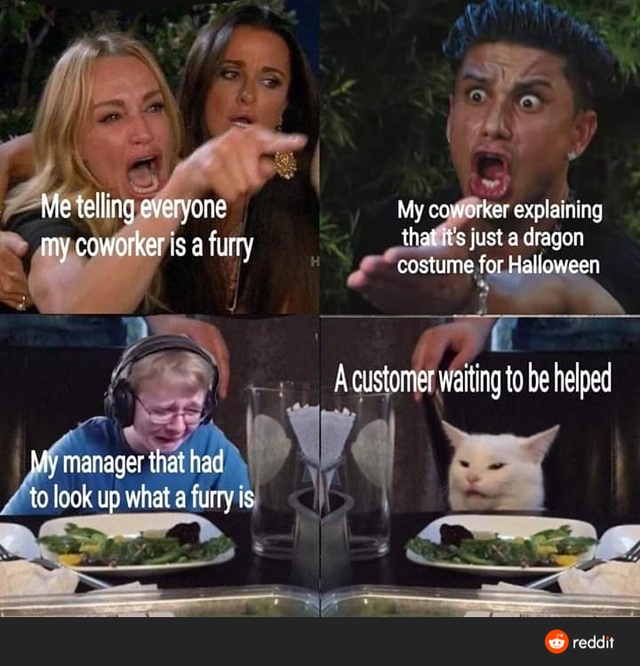 Me telling everyone
my coworker is a furry
My coworker explaining
that it's just a dragon
costume for Halloween
My manager that had
to look up what a furry is
A customer waiting to be helped
reddit